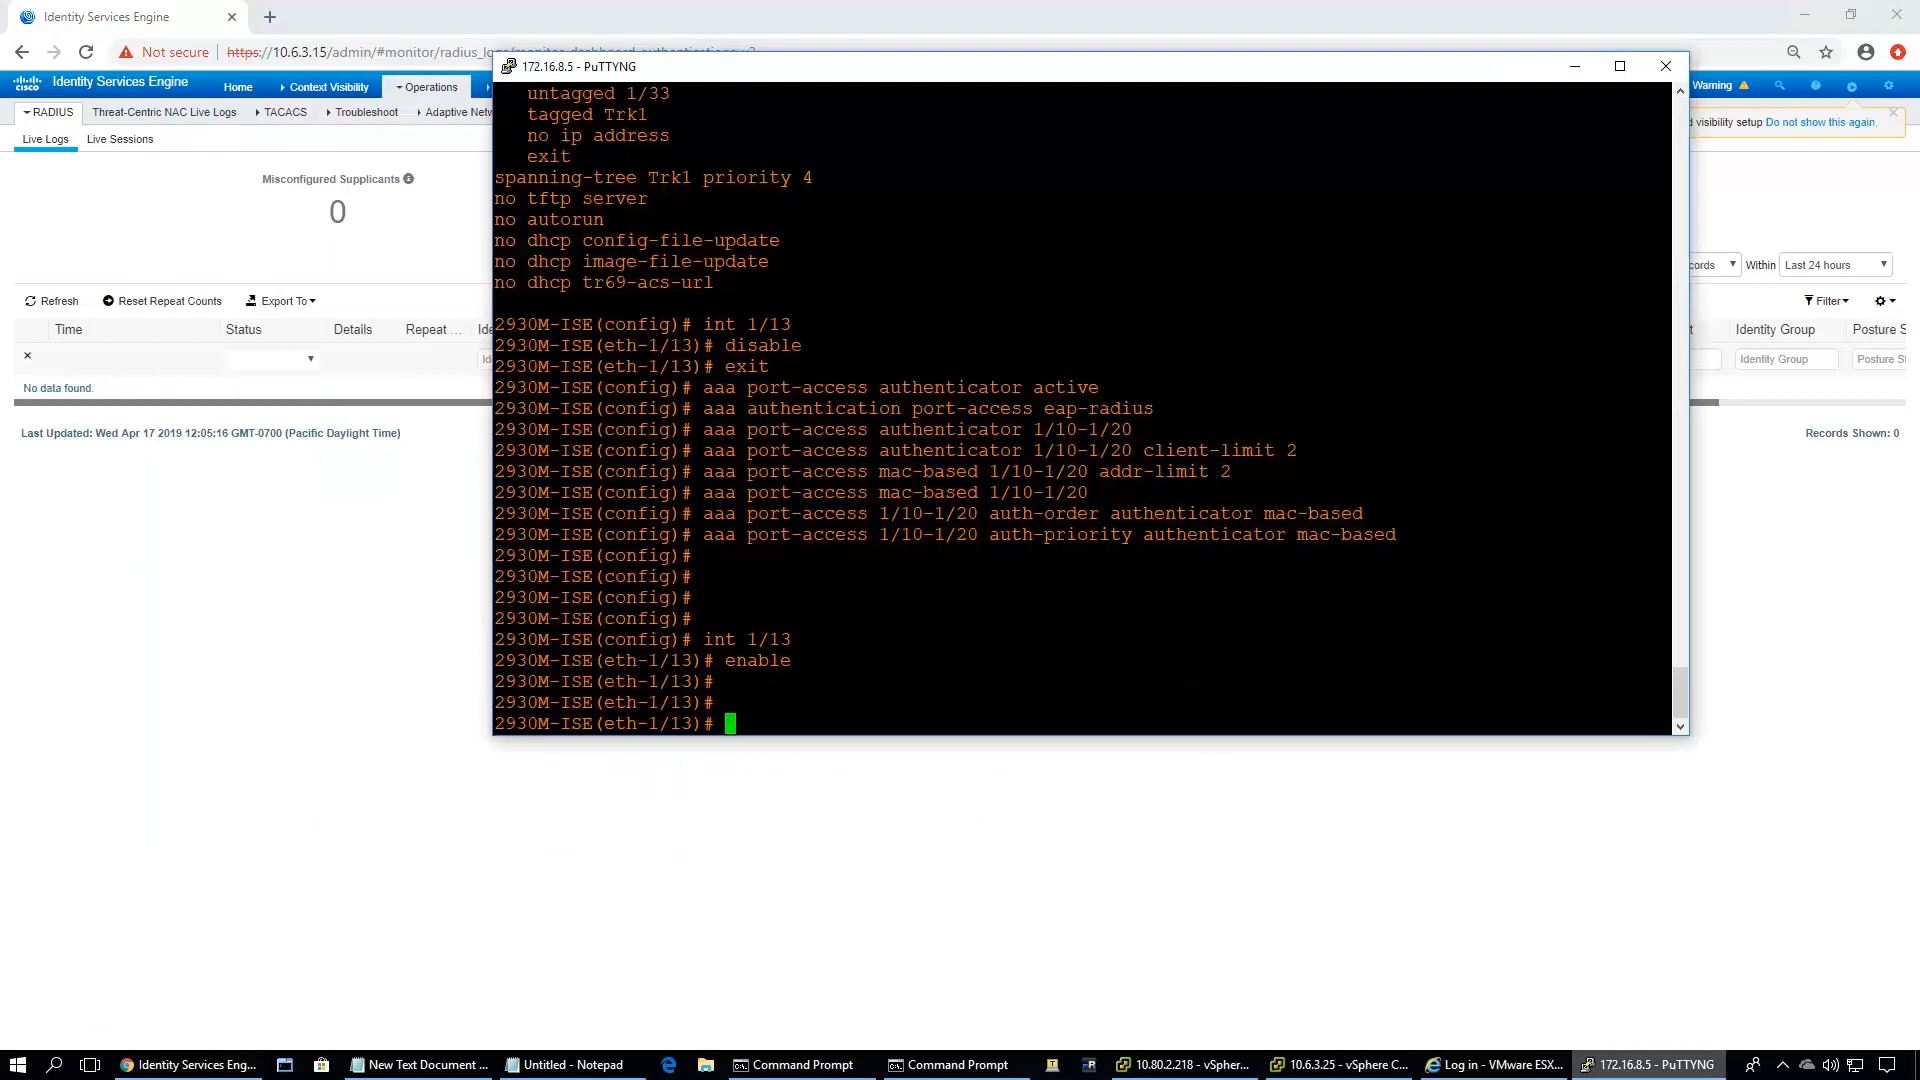 Identity Services Engine
Not secure https://10.6.3.15/admin/#monitor/radius_lo
Identity Services Engine Home Context Visibility Operations Warning
RADIUS Threat-Centric NAC Live Logs TACACS Troubleshoot Adaptive Netw
visibility setup Do not show this again.
Live Logs Live Sessions
Misconfigured Supplicants
0
Within Last 24 hours
Refresh Reset Repeat Counts Export To Filter
Time Status Details Repeat ... Ide Identity Group Posture S
Identity Group Posture St
No data found.
Last Updated: Wed Apr 17 2019 12:05:16 GMT-0700 (Pacific Daylight Time) Records Shown: 0
172.16.8.5 - PuTTYNG
untagged 1/33
tagged Trk1
no ip address
exit
spanning-tree Trk1 priority 4
no tftp server
no autorun
no dhcp config-file-update
no dhcp image-file-update
no dhcp tr69-acs-url
2930M-ISE(config)# int 1/13
2930M-ISE(eth-1/13)# disable
2930M-ISE(eth-1/13)# exit
2930M-ISE(config)# aaa port-access authenticator active
2930M-ISE(config)# aaa authentication port-access eap-radius
2930M-ISE(config)# aaa port-access authenticator 1/10-1/20
2930M-ISE(config)# aaa port-access authenticator 1/10-1/20 client-limit 2
2930M-ISE(config)# aaa port-access mac-based 1/10-1/20 addr-limit 2
2930M-ISE(config)# aaa port-access mac-based 1/10-1/20
2930M-ISE(config)# aaa port-access 1/10-1/20 auth-order authenticator mac-based
2930M-ISE(config)# aaa port-access 1/10-1/20 auth-priority authenticator mac-based
2930M-ISE(config)#
2930M-ISE(config)#
2930M-ISE(config)#
2930M-ISE(config)#
2930M-ISE(config)# int 1/13
2930M-ISE(eth-1/13)# enable
2930M-ISE(eth-1/13)#
2930M-ISE(eth-1/13)#
2930M-ISE(eth-1/13)#
Identity Services Eng... New Text Document ... Untitled - Notepad Command Prompt Command Prompt 10.80.2.218 - vSpher... 10.6.3.25 - vSphere C... Log in - VMware ESX... 172.16.8.5 - PuTTYNG